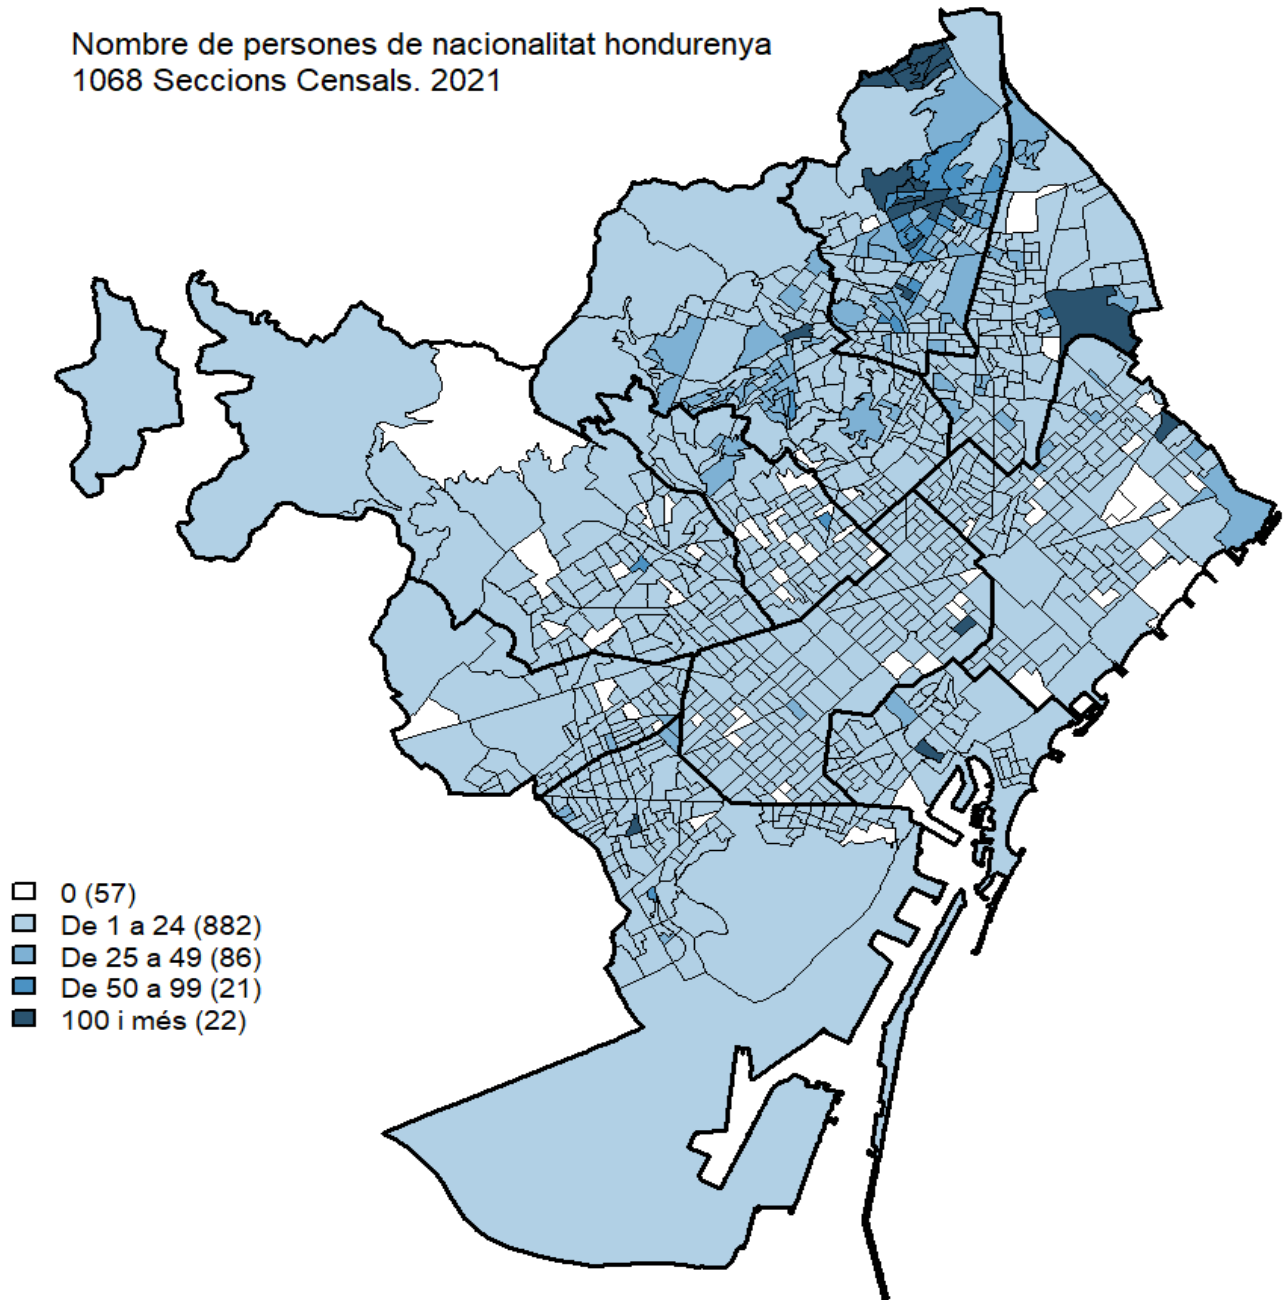 Nombre de persones de nacionalitat hondurenya
1068 Seccions Censals. 2021
0 (57)
De 1 a 24 (882)
De 25 a 49 (86)
De 50 a 99 (21)
100 i més (22)